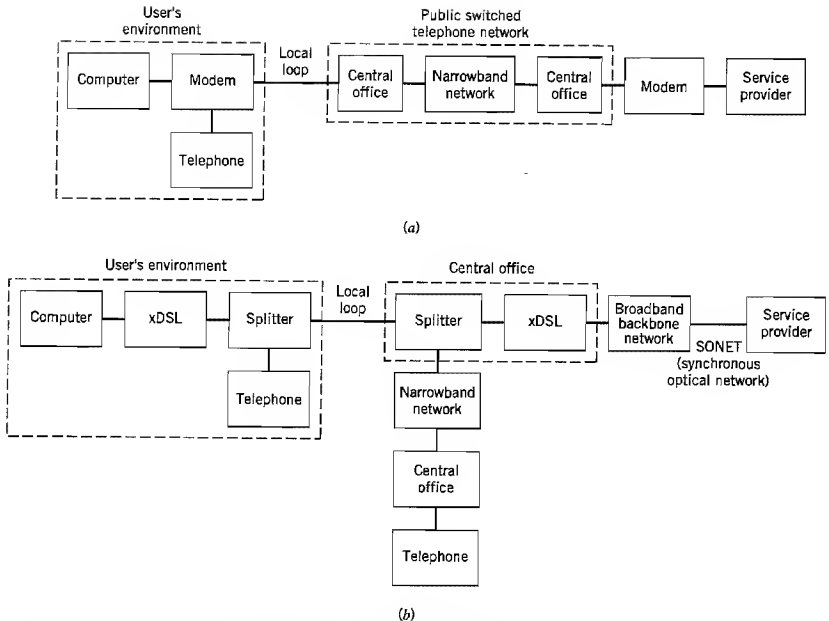 User's
environment
Public switched
telephone network
Local
loop
Computer
Modem
Central
office
Narrowband
network
Central
office
Modem
Service
provider
Telephone
(a)
User's environment
Central office
Local
loop
Computer
xDSL
Splitter
Splitter
xDSL
Broadband
backbone
network
Service
provider
SONET
(synchronous
optical network)
Telephone
Narrowband
network
Central
office
Telephone
(b)